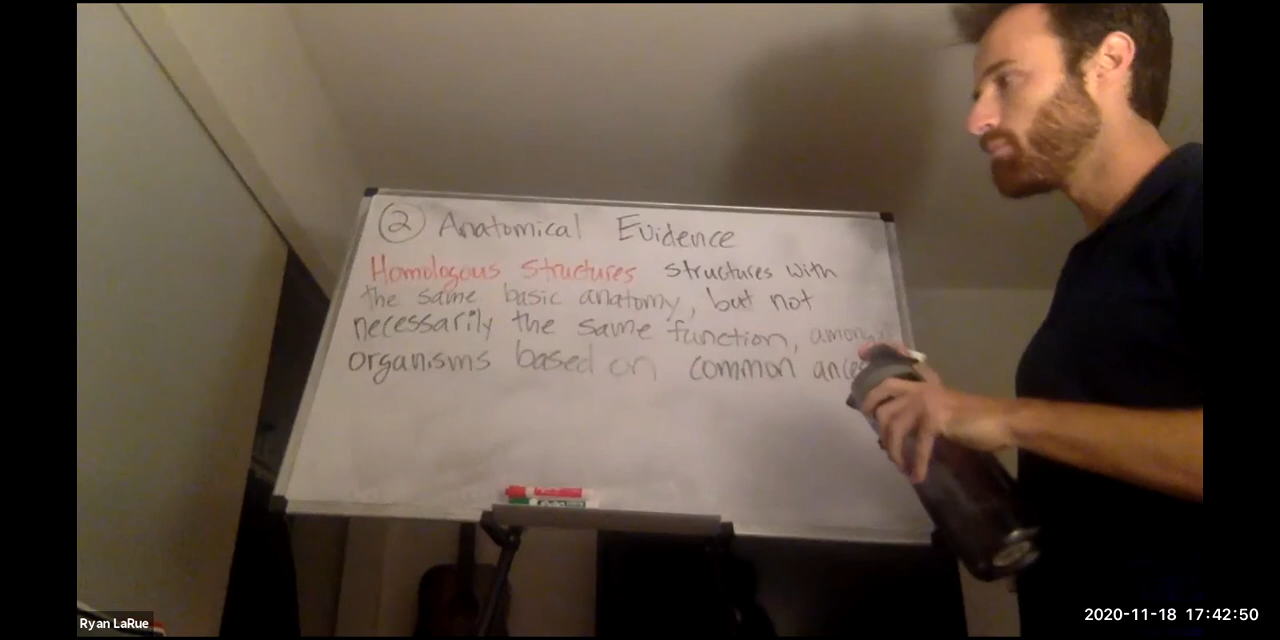 ② Anatomical Evidence
Homologous Structures structures with
the same basic anatomy, but not
necessarily the same function,
organisms based on common
Ryan LaRue
2020-11-18 17:42:50